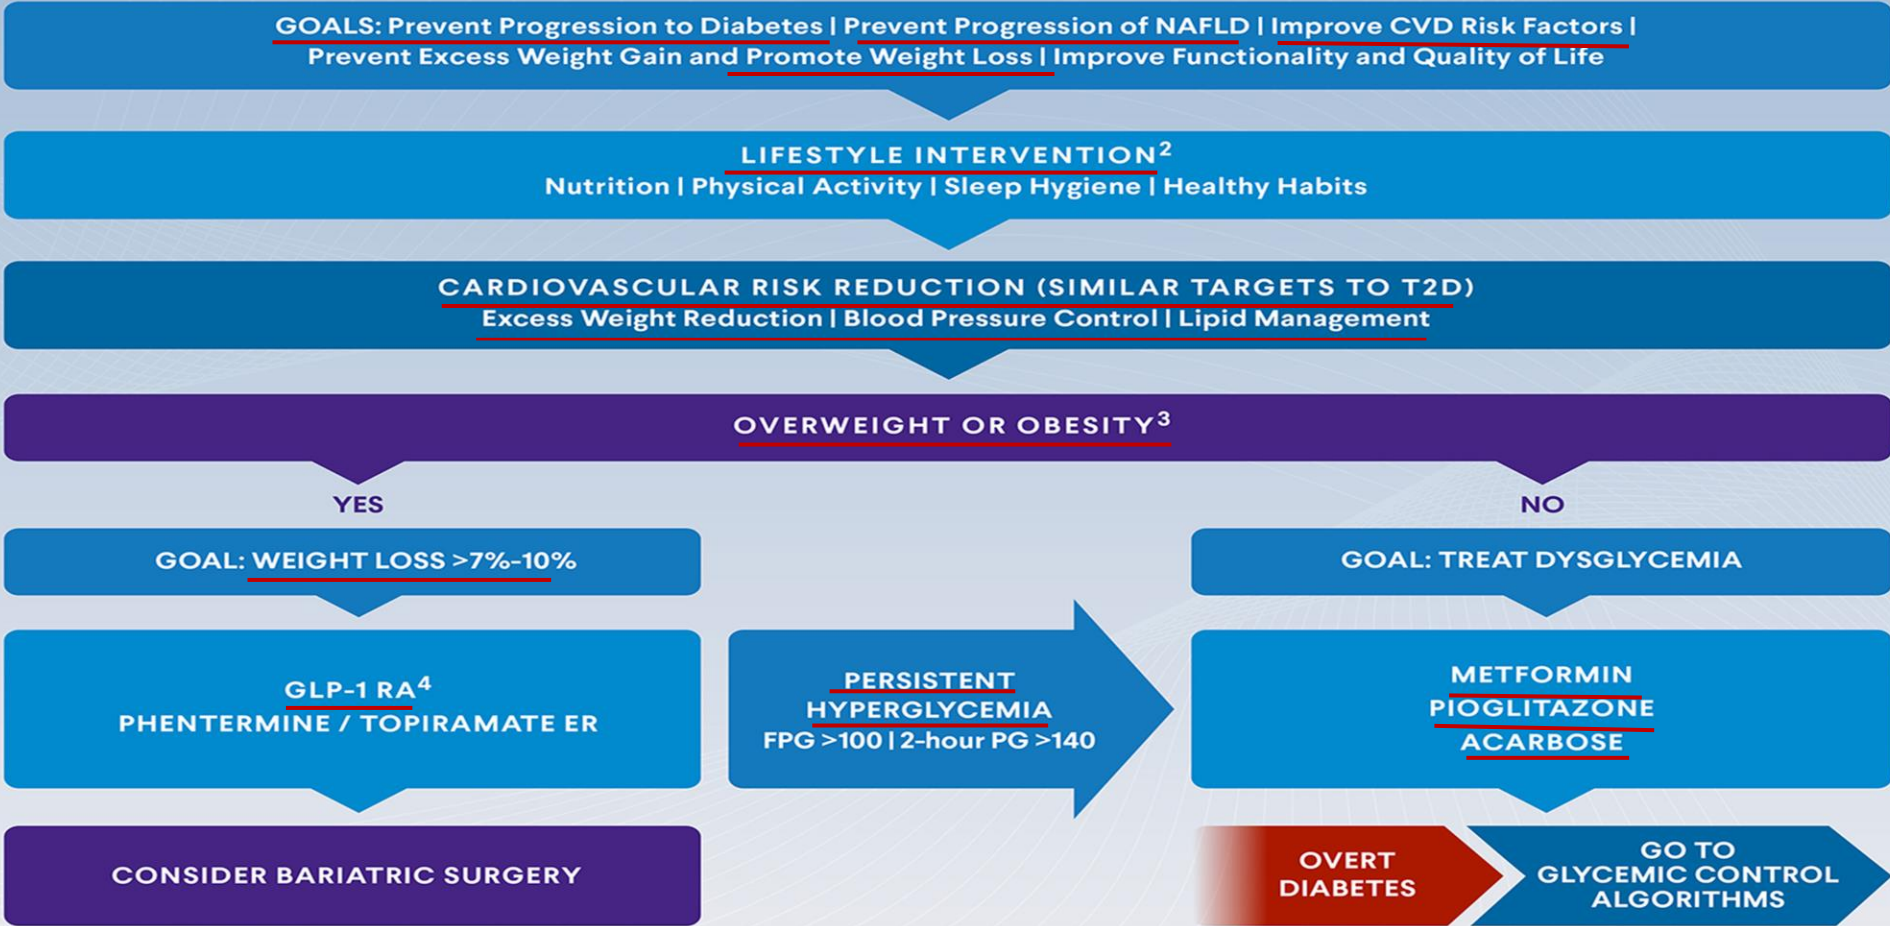 GOALS: Prevent Progression to Diabetes | Prevent Progression of NAFLD | Improve CVD Risk Factors |
Prevent Excess Weight Gain and Promote Weight Loss | Improve Functionality and Quality of Life
LIFESTYLE INTERVENTION²
Nutrition | Physical Activity | Sleep Hygiene | Healthy Habits
CARDIOVASCULAR RISK REDUCTION (SIMILAR TARGETS TO T2D)
Excess Weight Reduction | Blood Pressure Control | Lipid Management
OVERWEIGHT OR OBESITY³
YES
NO
GOAL: WEIGHT LOSS >7%-10%
GOAL: TREAT DYSGLYCEMIA
GLP-1 RA⁴
PHENTERMINE / TOPIRAMATE ER
PERSISTENT
HYPERGLYCEMIA
FPG >100 | 2-hour PG >140
METFORMIN
PIOGLITAZONE
ACARBOSE
CONSIDER BARIATRIC SURGERY
OVERT
DIABETES
GO TO
GLYCEMIC CONTROL
ALGORITHMS